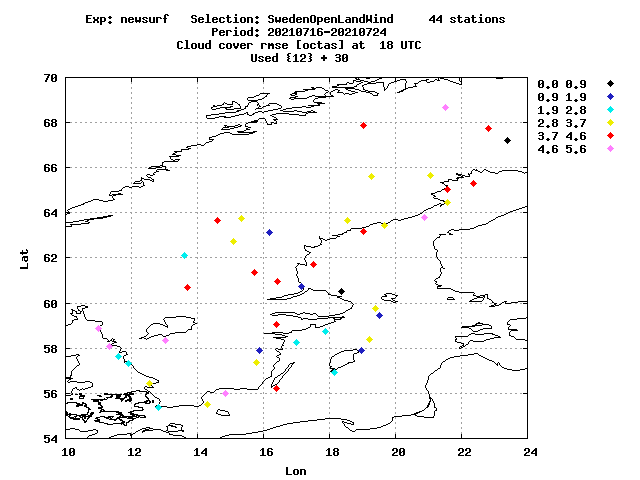 Exp: newsurf   Selection: SwedenOpenLandWind     44 stations
Period: 20210716-20210724
Cloud cover rmse [octas] at  18 UTC
Used {12} + 30
0.0 0.9
0.9 1.9
1.9 2.8
2.8 3.7
3.7 4.6
4.6 5.6
70
68
66
64
62
60
58
56
54
Lat
10 12 14 16 18 20 22 24
Lon